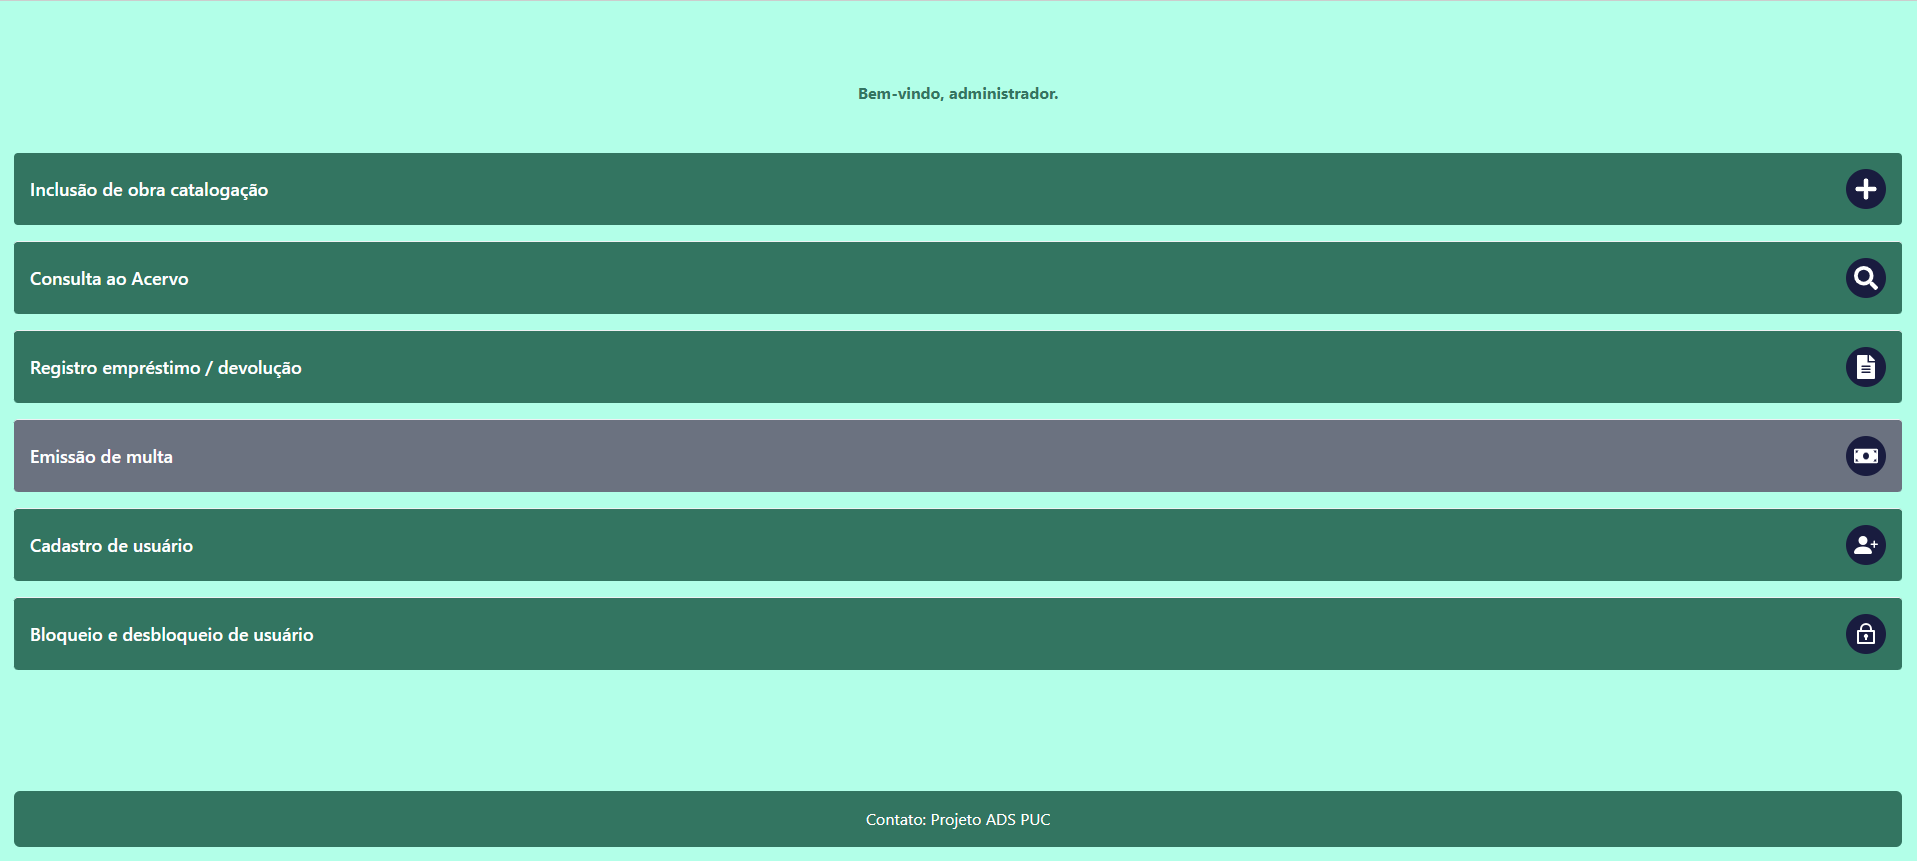 Bem-vindo, administrador.
Inclusão de obra catalogação
Consulta ao Acervo
Registro empréstimo / devolução
Emissão de multa
Cadastro de usuário
Bloqueio e desbloqueio de usuário
Contato: Projeto ADS PUC